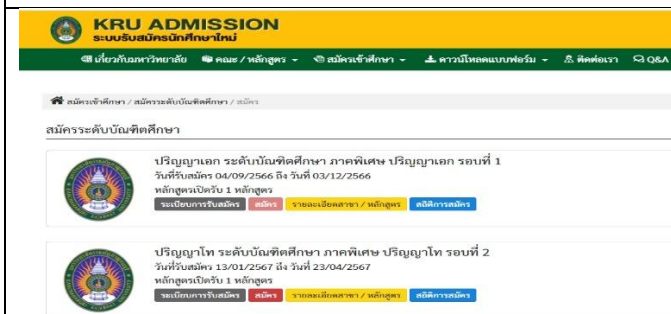 KRU ADMISSION
ระบบรับสมัครนักศึกษาใหม่
เกี่ยวกับมหาวิทยาลัย คณะ / หลักสูตร สมัครเข้าศึกษา ดาวน์โหลดแบบฟอร์ม ติดต่อเรา Q&A
สมัครเข้าศึกษา / สมัครระดับบัณฑิตศึกษา / สมัคร
สมัครระดับบัณฑิตศึกษา
ปริญญาเอก ระดับบัณฑิตศึกษา ภาคพิเศษ ปริญญาเอก รอบที่ 1
วันที่รับสมัคร 04/09/2566 ถึง วันที่ 03/12/2566
หลักสูตรเปิดรับ 1 หลักสูตร
ระเบียบการรับสมัคร สมัคร รายละเอียดสาขา / หลักสูตร สถิติการสมัคร
ปริญญาโท ระดับบัณฑิตศึกษา ภาคพิเศษ ปริญญาโท รอบที่ 2
วันที่รับสมัคร 13/01/2567 ถึง วันที่ 23/04/2567
หลักสูตรเปิดรับ 1 หลักสูตร
ระเบียบการรับสมัคร สมัคร รายละเอียดสาขา / หลักสูตร สถิติการสมัคร